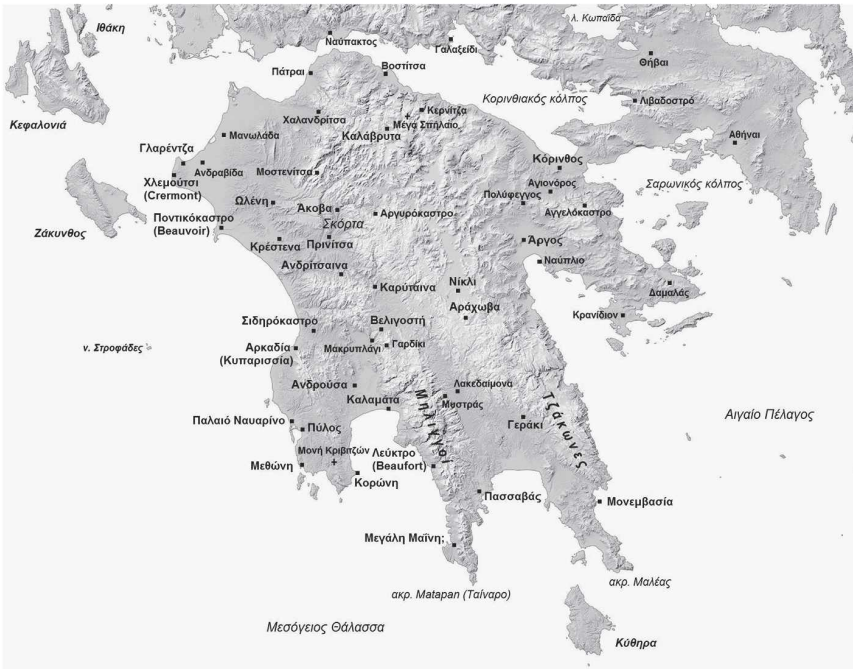 Ιθάκη
λ. Κωπαΐδα
Ναύπακτος
Γαλαξείδι
Θήβαι
Πάτραι
Βοστίτσα
Κορινθιακός κόλπος
Λιβαδοστρό
Κεφαλονιά
Χαλανδρίτσα
Κερνίτζα
Μέγα Σπήλαιο
Καλάβρυτα
Μανωλάδα
Αθήναι
Γλαρέντζα
Ανδραβίδα
Μοστενίτσα
Κόρινθος
Χλεμούτσι
(Clermont)
Αγιονόρος
Σαρωνικός κόλπος
Πολύφεγγος
Αγγελόκαστρο
Ωλένη
Άκοβα
Αργυρόκαστρο
Ποντικόκαστρο
(Beauvoir)
Σκόρτα
Ζάκυνθος
Κρέστενα
Πρινίτσα
Άργος
Ναύπλιο
Ανδρίτσαινα
Καρύταινα
Νίκλι
Δαμαλάς
Αράχωβα
Κρανίδιον
Σιδηρόκαστρο
Βελιγοστή
ν. Στροφάδες
Αρκαδία
(Κυπαρισσία)
Μακρυπλάγι
Γαρδίκι
Ανδρούσα
Λακεδαίμονα
Καλαμάτα
Μυστράς
Μηλιγγοί
Τζάκωνες
Αιγαίο Πέλαγος
Παλαιό Ναυαρίνο
Πύλος
Γεράκι
Μονή Κριβιτζών
Λεύκτρο
(Beaufort)
Μεθώνη
Κορώνη
Πασσαβάς
Μονεμβασία
Μεγάλη Μαΐνη;
ακρ. Μαλέας
ακρ. Matapan (Ταίναρο)
Μεσόγειος Θάλασσα
Κύθηρα